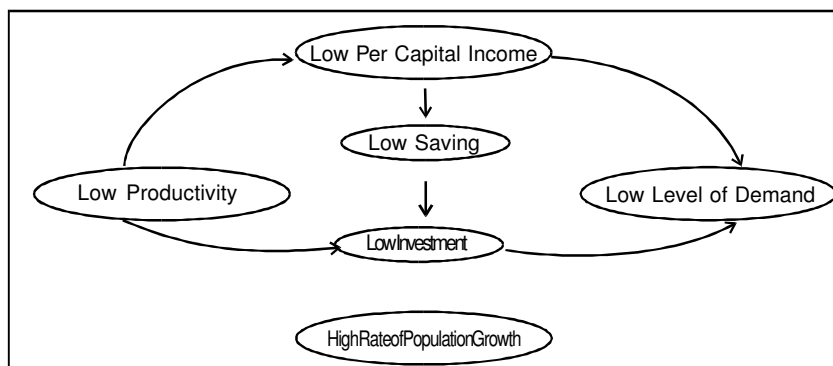 Low Per Capital Income
Low Saving
Low Productivity
Low Level of Demand
LowInvestment
HighRateofPopulationGrowth